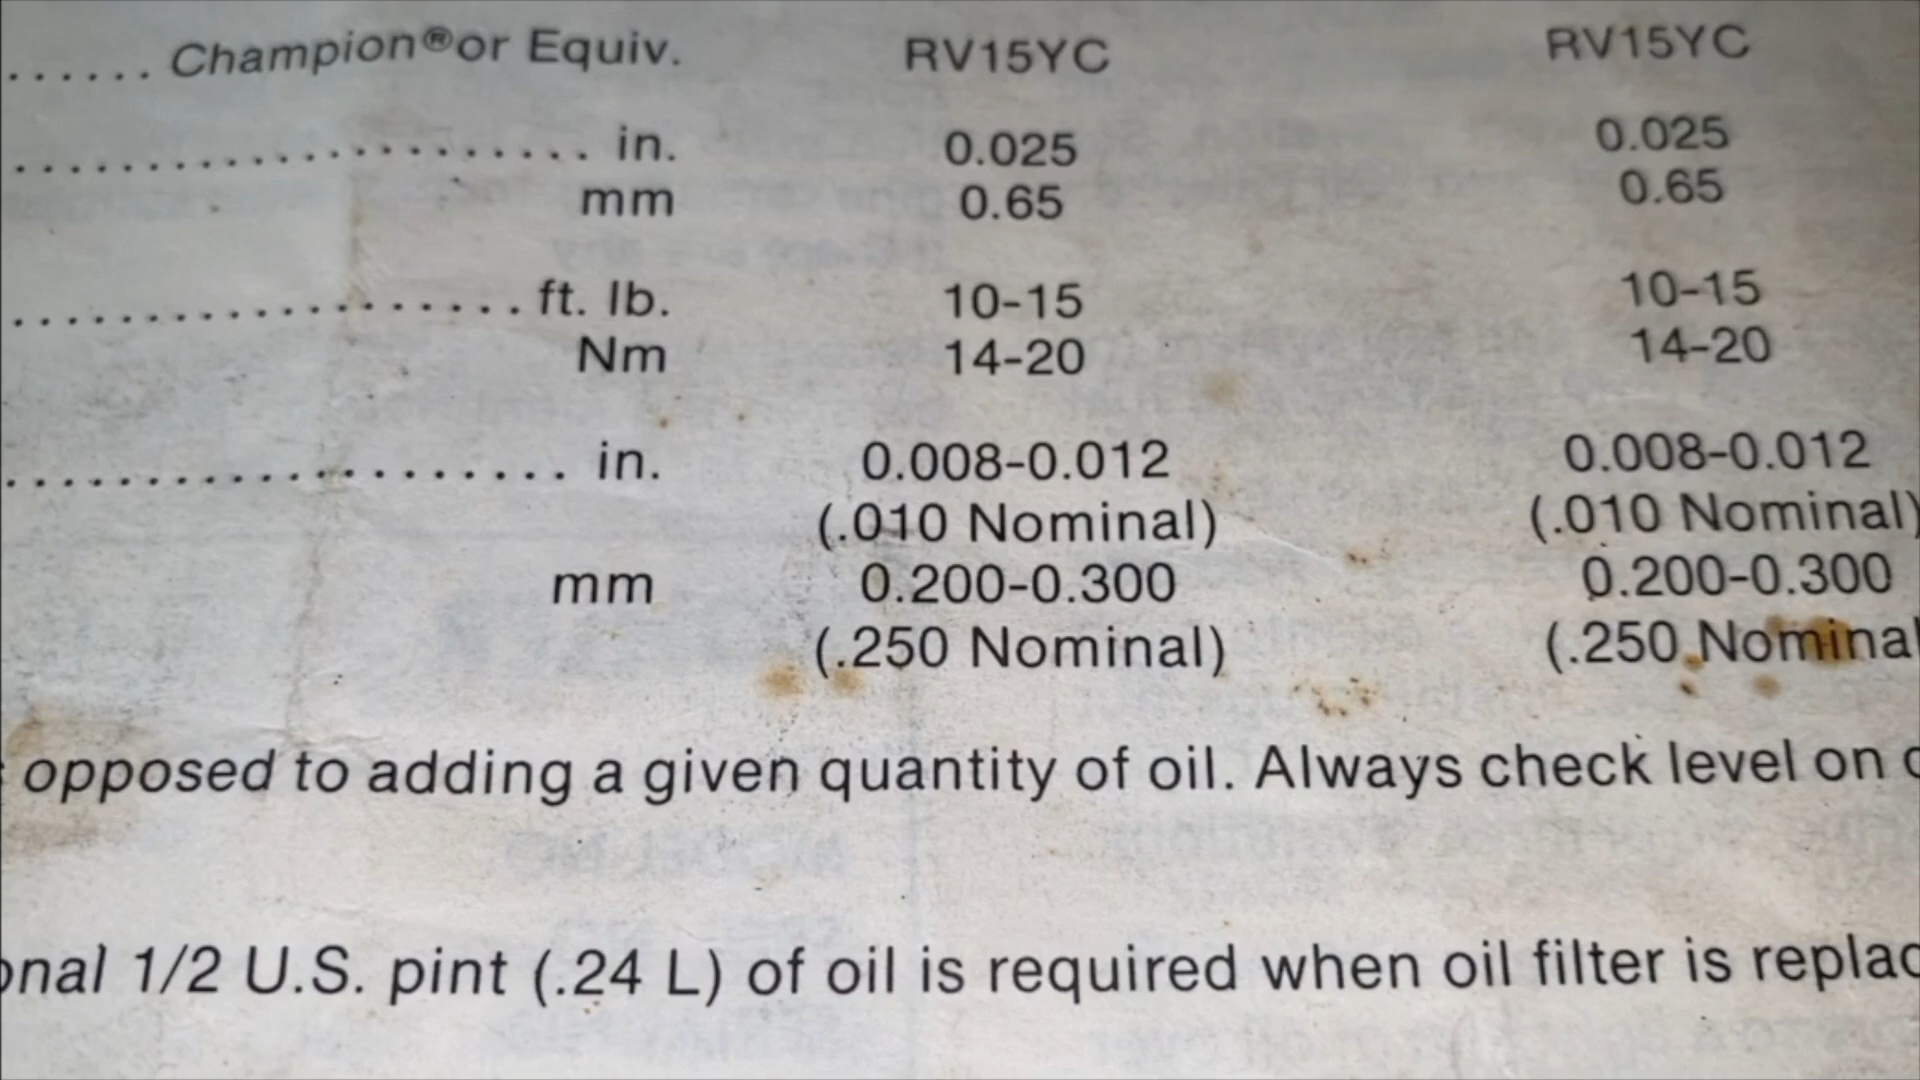 ...... Champion® or Equiv. RV15YC RV15YC
...................... in. 0.025 0.025
mm 0.65 0.65
................... ft. lb. 10-15 10-15
Nm 14-20 14-20
..................... in. 0.008-0.012 0.008-0.012
(.010 Nominal) (.010 Nominal)
mm 0.200-0.300 0.200-0.300
(.250 Nominal) (.250 Nominal
opposed to adding a given quantity of oil. Always check level on
onal 1/2 U.S. pint (.24 L) of oil is required when oil filter is replac